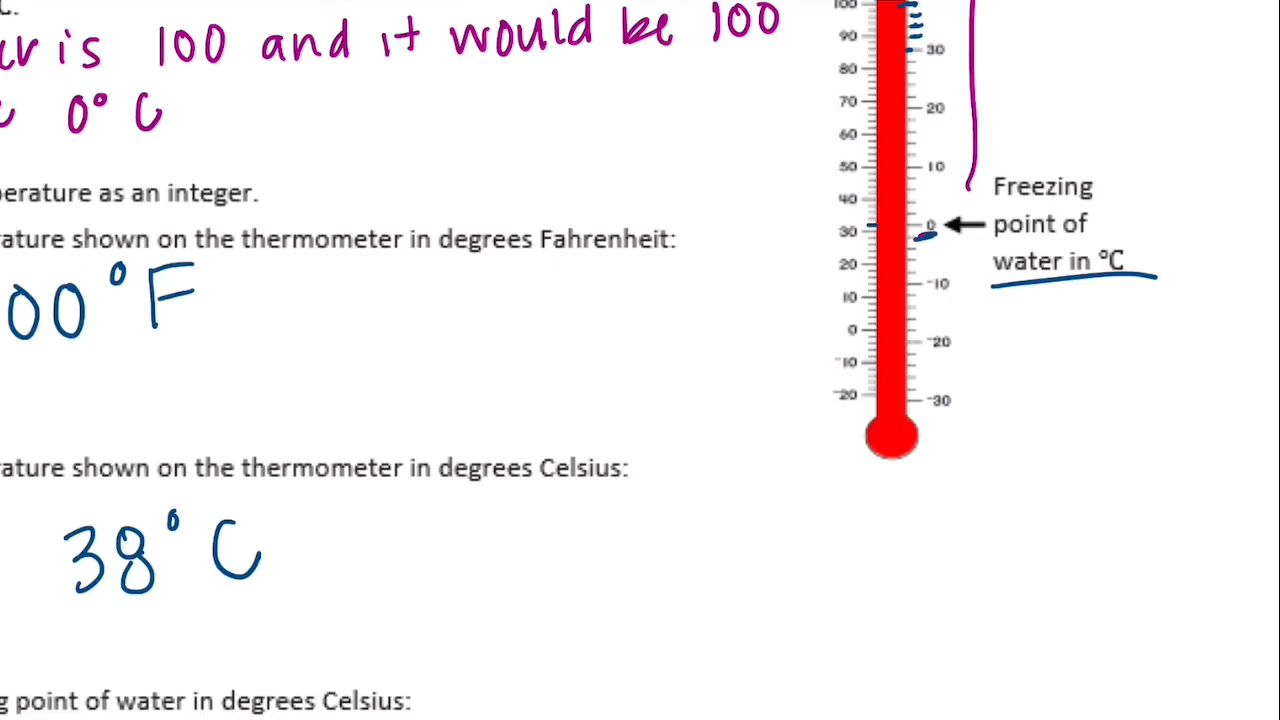 er is 100 and it would be 100
0° C
perature as an integer.
rature shown on the thermometer in degrees Fahrenheit:
00°F
rature shown on the thermometer in degrees Celsius:
38°C
g point of water in degrees Celsius:
100
90
80
70
60
50
40
30
20
10
0
-10
-20
30
20
10
0
-10
-20
-30
Freezing
point of
water in °C